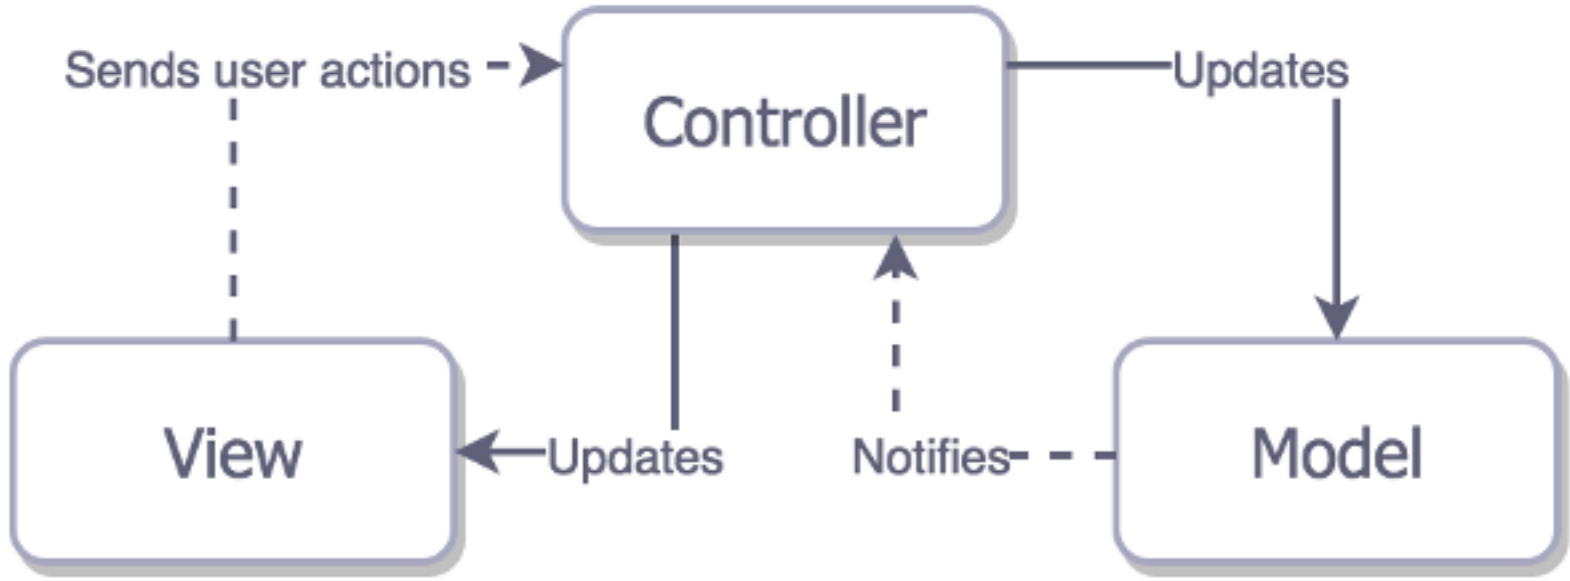 Sends user actions
Controller
Updates
View
Updates
Notifies
Model